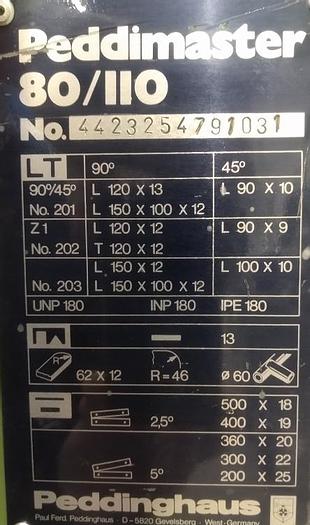 Peddimaster
80/110
No. 4423254791031
LT 90° 45°
90°/45° L 120 X 13 L 90 X 10
No. 201 L 150 X 100 X 12
Z1 L 120 X 12 L 90 X 9
No. 202 T 120 X 12
L 150 X 12 L 100 X 10
No. 203 L 150 X 100 X 12
UNP 180 INP 180 IPE 180
13
R 62 X 12 R = 46 ø 60
500 X 18
2,5° 400 X 19
360 X 20
300 X 22
5° 200 X 25
Peddinghaus
Paul Ferd. Peddinghaus · D – 5820 Gevelsberg · West-Germany